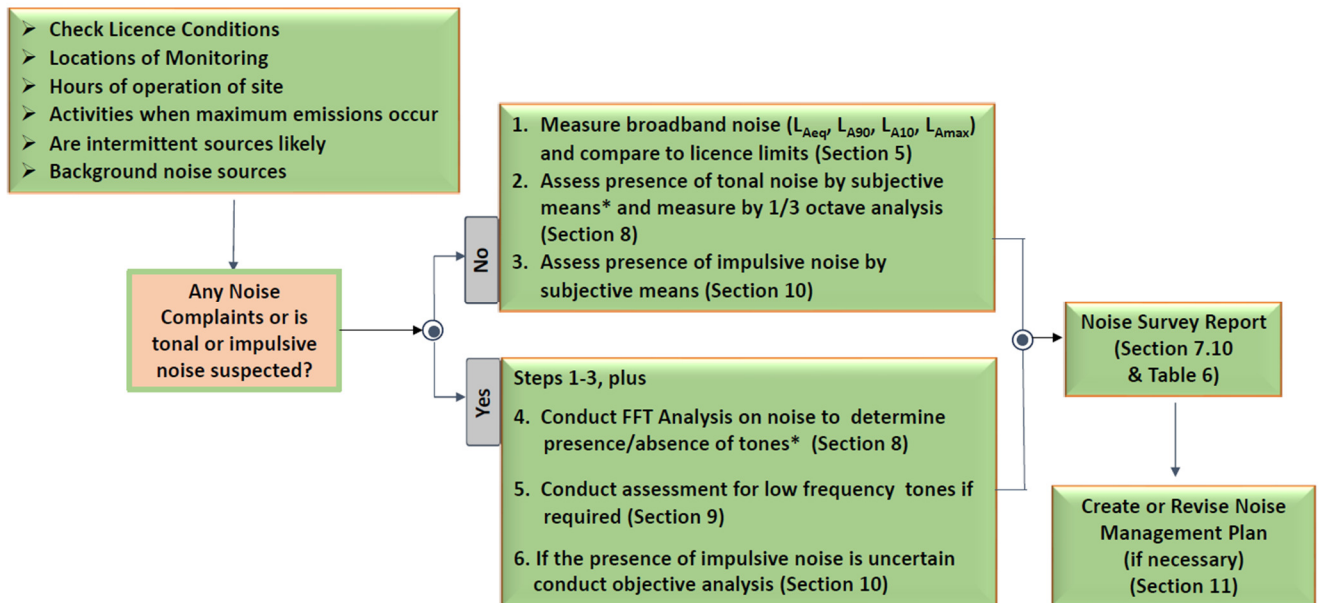 ➤ Check Licence Conditions
➤ Locations of Monitoring
➤ Hours of operation of site
➤ Activities when maximum emissions occur
➤ Are intermittent sources likely
➤ Background noise sources
Any Noise
Complaints or is
tonal or impulsive
noise suspected?
No
1. Measure broadband noise (LAeq, LA90, LA10, LAmax)
and compare to licence limits (Section 5)
2. Assess presence of tonal noise by subjective
means* and measure by 1/3 octave analysis
(Section 8)
3. Assess presence of impulsive noise by
subjective means (Section 10)
Yes
Steps 1-3, plus
4. Conduct FFT Analysis on noise to determine
presence/absence of tones* (Section 8)
5. Conduct assessment for low frequency tones if
required (Section 9)
6. If the presence of impulsive noise is uncertain
conduct objective analysis (Section 10)
Noise Survey Report
(Section 7.10
& Table 6)
Create or Revise Noise
Management Plan
(if necessary)
(Section 11)